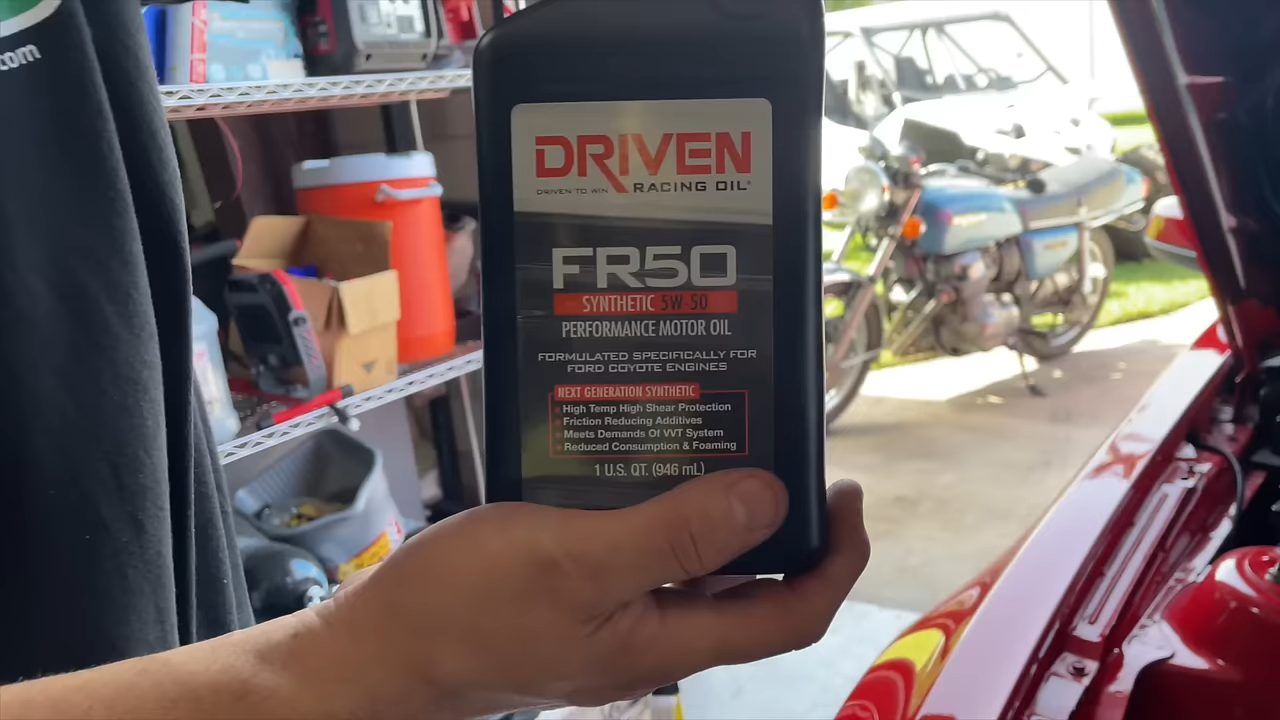 .com
DRIVEN
DRIVEN TO WIN
RACING OIL®
FR50
SYNTHETIC 5W-50
PERFORMANCE MOTOR OIL
FORMULATED SPECIFICALLY FOR
FORD COYOTE ENGINES
NEXT GENERATION SYNTHETIC
High Temp High Shear Protection
Friction Reducing Additives
Meets Demands Of VVT System
Reduced Consumption & Foaming
1 U.S. QT. (946 mL)